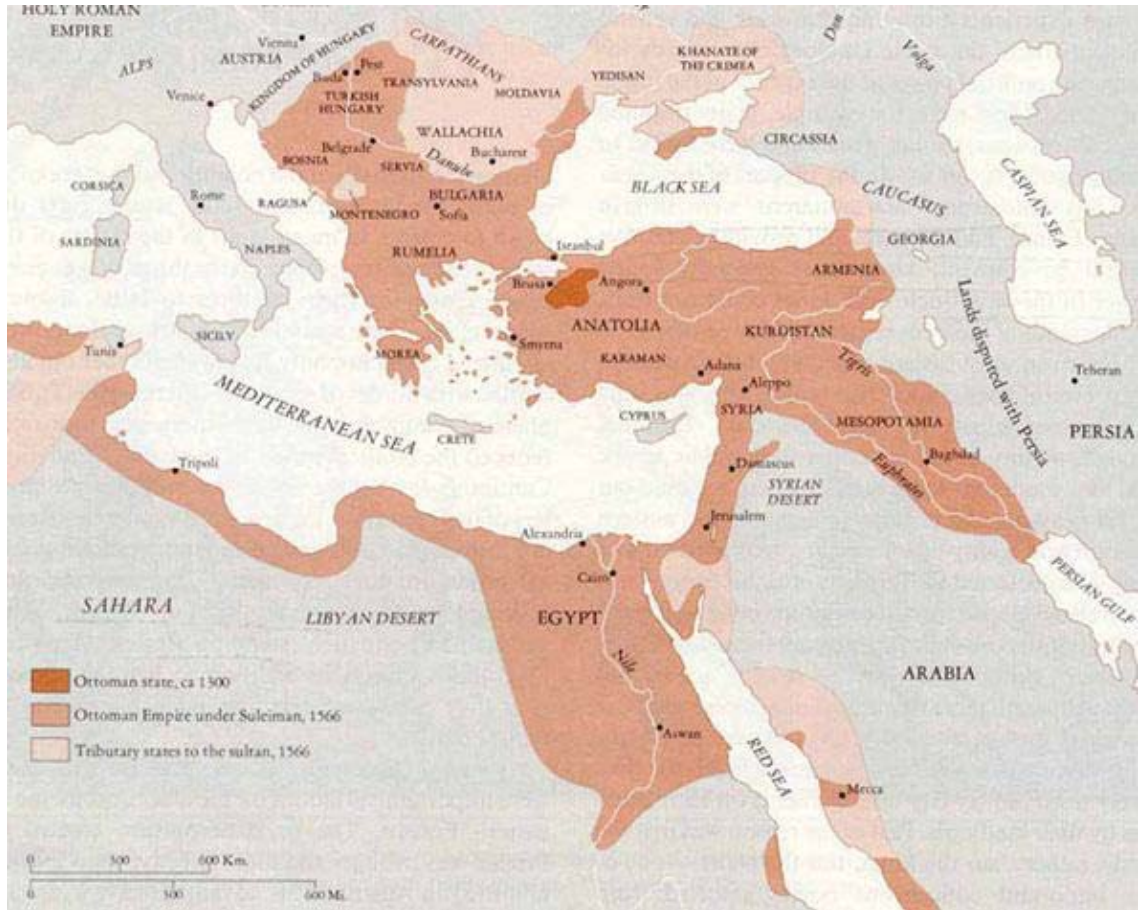 HOLY ROMAN
EMPIRE
Vienna
AUSTRIA
ALPS
KINGDOM OF HUNGARY
CARPATHIANS
Buda
Pest
TRANSYLVANIA
TURKISH
HUNGARY
MOLDAVIA
YEDISAN
KHANATE OF
THE CRIMEA
Don
Volga
Venice
WALLACHIA
CIRCASSIA
Belgrade
BOSNIA
SERVIA
Danube
Bucharest
CORSICA
Rome
RAGUSA
MONTENEGRO
BULGARIA
Sofia
BLACK SEA
CAUCASUS
CASPIAN SEA
SARDINIA
NAPLES
RUMELIA
Istanbul
GEORGIA
Brusa
Angora
ARMENIA
ANATOLIA
KURDISTAN
Lands disputed with Persia
SICILY
Tunis
MOREA
Smyrna
KARAMAN
Adana
Tigris
Teheran
Aleppo
MEDITERRANEAN SEA
CRETE
CYPRUS
SYRIA
MESOPOTAMIA
PERSIA
Tripoli
Damascus
SYRIAN
DESERT
Euphrates
Baghdad
Jerusalem
Alexandria
Cairo
PERSIAN GULF
SAHARA
LIBYAN DESERT
EGYPT
Nile
ARABIA
Ottoman state, ca 1300
Ottoman Empire under Suleiman, 1566
Tributary states to the sultan, 1566
Aswan
RED SEA
Mecca
0 300 600 Km.
0 300 600 Mi.